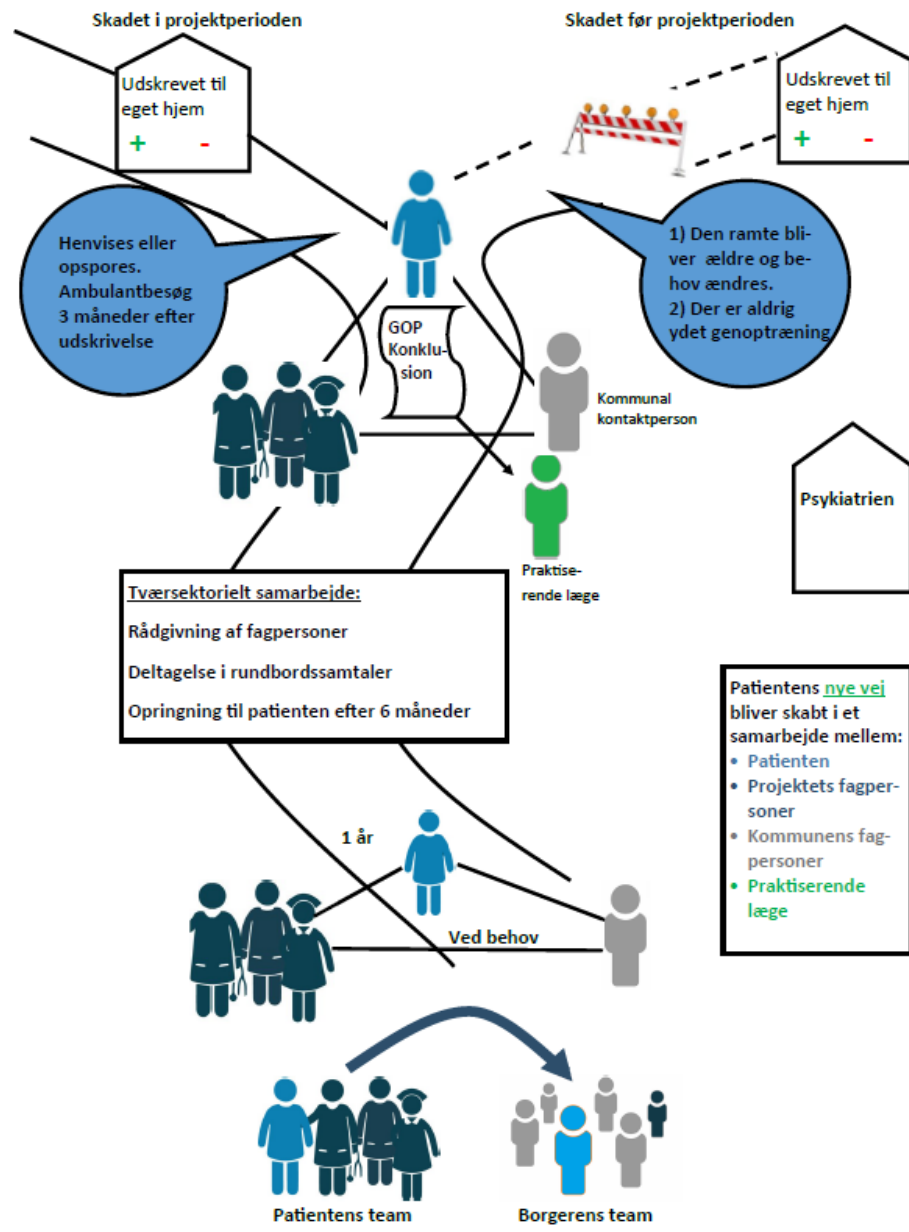 Skadet i projektperioden
Skadet før projektperioden
Udskrevet til
eget hjem
+ -
Udskrevet til
eget hjem
+ -
Henvises eller
opspores.
Ambulantbesøg
3 måneder efter
udskrivelse
1) Den ramte bli-
ver ældre og be-
hov ændres.
2) Der er aldrig
ydet genoptræning
GOP
Konklu-
sion
Kommunal
kontaktperson
Praktise-
rende læge
Psykiatrien
Tværsektorielt samarbejde:
Rådgivning af fagpersoner
Deltagelse i rundbordssamtaler
Opringning til patienten efter 6 måneder
Patientens nye vej
bliver skabt i et
samarbejde mellem:
• Patienten
• Projektets fagper-
soner
• Kommunens fag-
personer
• Praktiserende
læge
1 år
Ved behov
Patientens team
Borgerens team